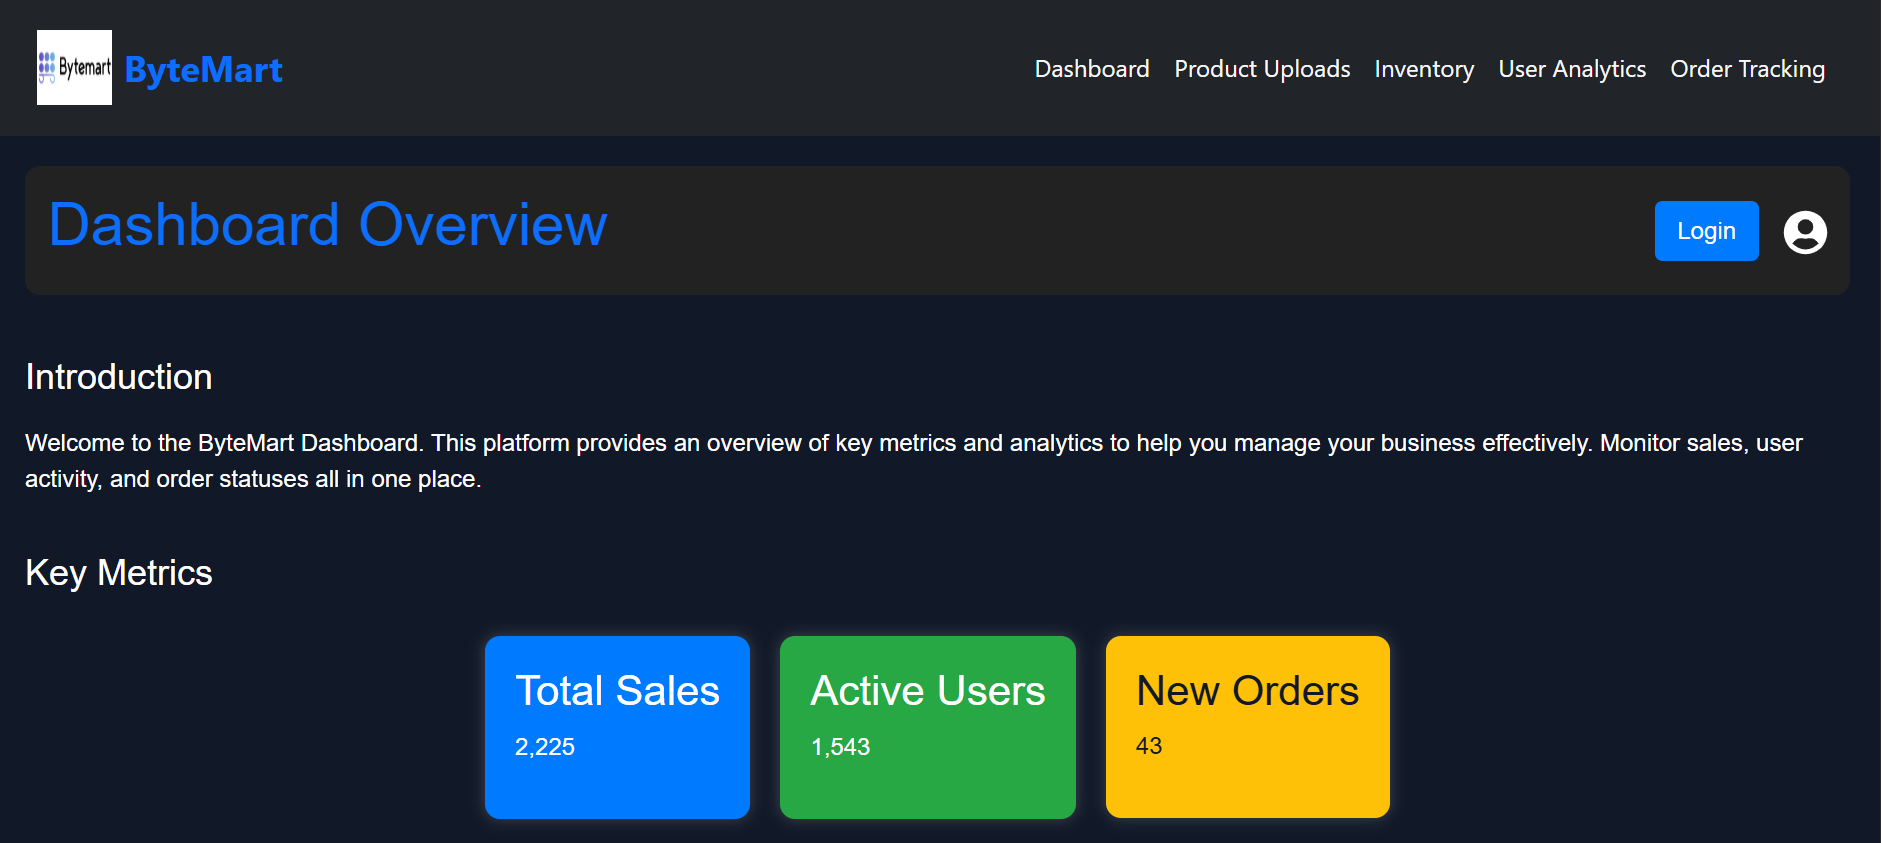 Bytemart
ByteMart
Dashboard Product Uploads Inventory User Analytics Order Tracking
Dashboard Overview
Login
Introduction
Welcome to the ByteMart Dashboard. This platform provides an overview of key metrics and analytics to help you manage your business effectively. Monitor sales, user
activity, and order statuses all in one place.
Key Metrics
Total Sales
2,225
Active Users
1,543
New Orders
43